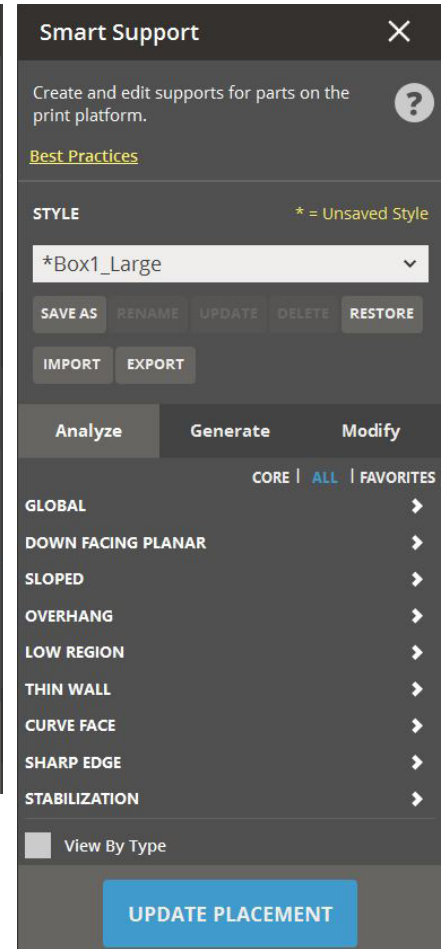 Smart Support
Create and edit supports for parts on the
print platform.
?
Best Practices
STYLE * = Unsaved Style
*Box1_Large
SAVE AS RENAME UPDATE DELETE RESTORE
IMPORT EXPORT
Analyze Generate Modify
CORE | ALL | FAVORITES
GLOBAL
DOWN FACING PLANAR
SLOPED
OVERHANG
LOW REGION
THIN WALL
CURVE FACE
SHARP EDGE
STABILIZATION
View By Type
UPDATE PLACEMENT